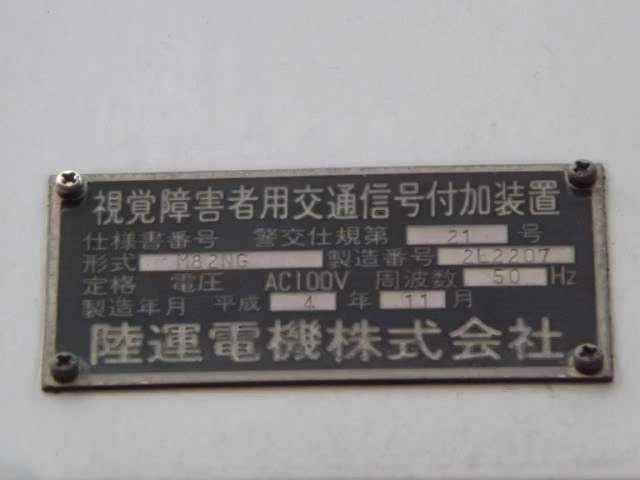 視覚障害者用交通信号付加装置
仕様書番号 警交仕規第 21 号
形式 M82NG 製造番号 2E2207
定格 電圧 AC100V 周波数 50 Hz
製造年月 平成 4 年 11 月
陸運電機株式会社